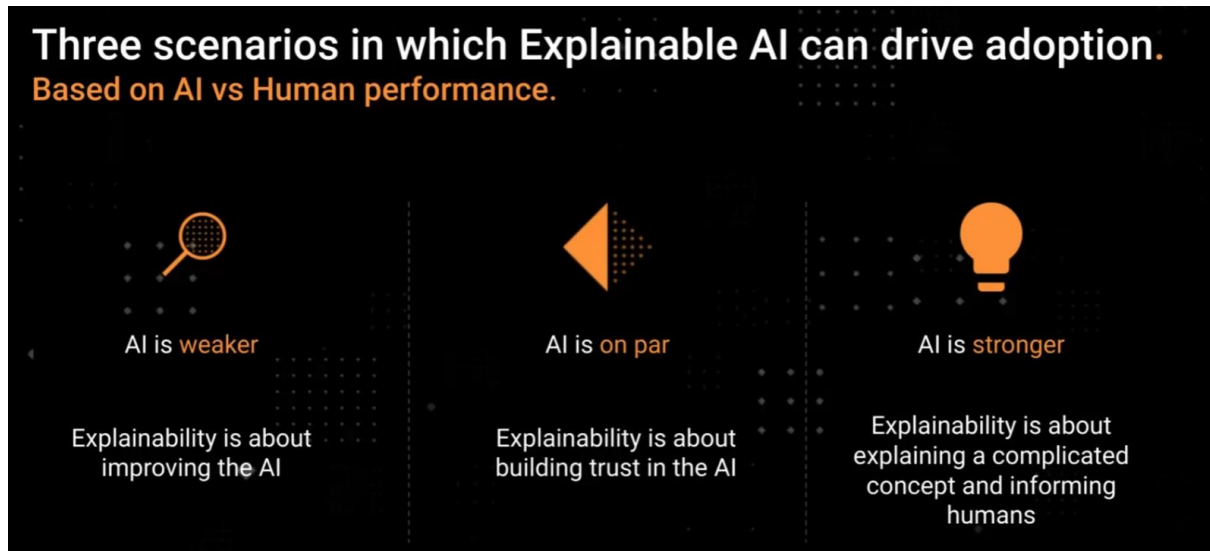 Three scenarios in which Explainable AI can drive adoption.
Based on AI vs Human performance.
AI is weaker
Explainability is about
improving the AI
AI is on par
Explainability is about
building trust in the AI
AI is stronger
Explainability is about
explaining a complicated
concept and informing
humans